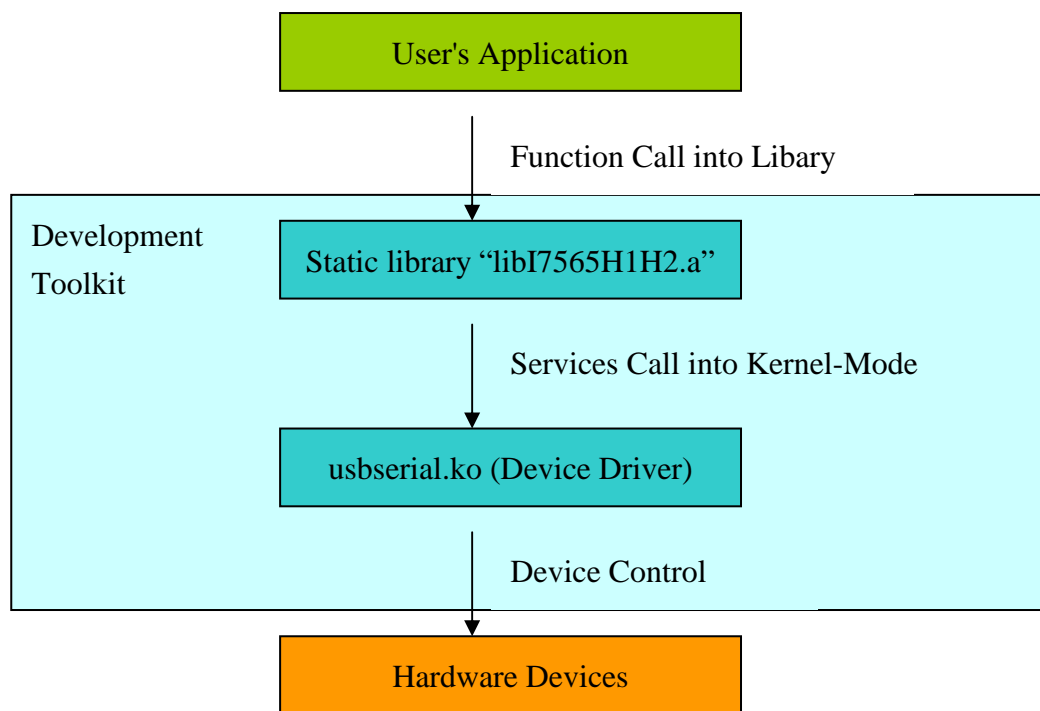 User's Application
Function Call into Libary
Development
Toolkit
Static library “libI7565H1H2.a”
Services Call into Kernel-Mode
usbserial.ko (Device Driver)
Device Control
Hardware Devices